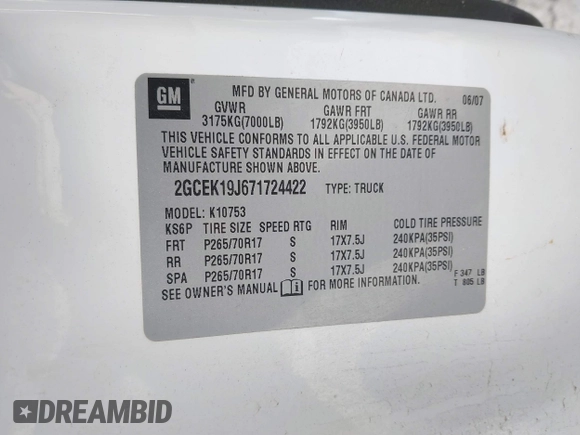 GM
MFD BY GENERAL MOTORS OF CANADA LTD. 06/07
GVWR GAWR FRT GAWR RR
3175KG(7000LB) 1792KG(3950LB) 1792KG(3950LB)
THIS VEHICLE CONFORMS TO ALL APPLICABLE U.S. FEDERAL MOTOR
VEHICLE SAFETY STANDARDS IN EFFECT ON THE DATE OF
MANUFACTURE SHOWN ABOVE.
2GCEK19J671724422 TYPE: TRUCK
MODEL: K10753
KS6P TIRE SIZE SPEED RTG RIM COLD TIRE PRESSURE
FRT P265/70R17 S 17X7.5J 240KPA(35PSI)
RR P265/70R17 S 17X7.5J 240KPA(35PSI)
SPA P265/70R17 S 17X7.5J 240KPA(35PSI)
SEE OWNER'S MANUAL FOR MORE INFORMATION.
F 347 LB
T 805 LB
DREAMBID